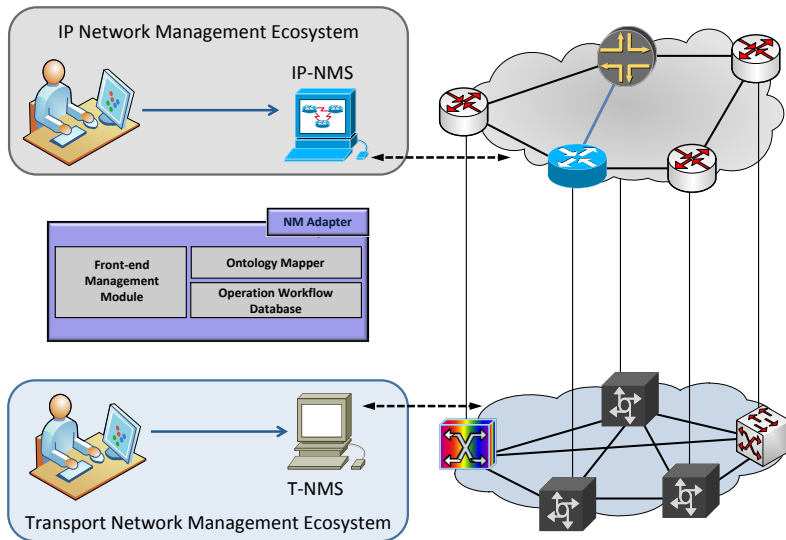 IP Network Management Ecosystem
IP-NMS
NM Adapter
Front-end
Management
Module
Ontology Mapper
Operation Workflow
Database
T-NMS
Transport Network Management Ecosystem